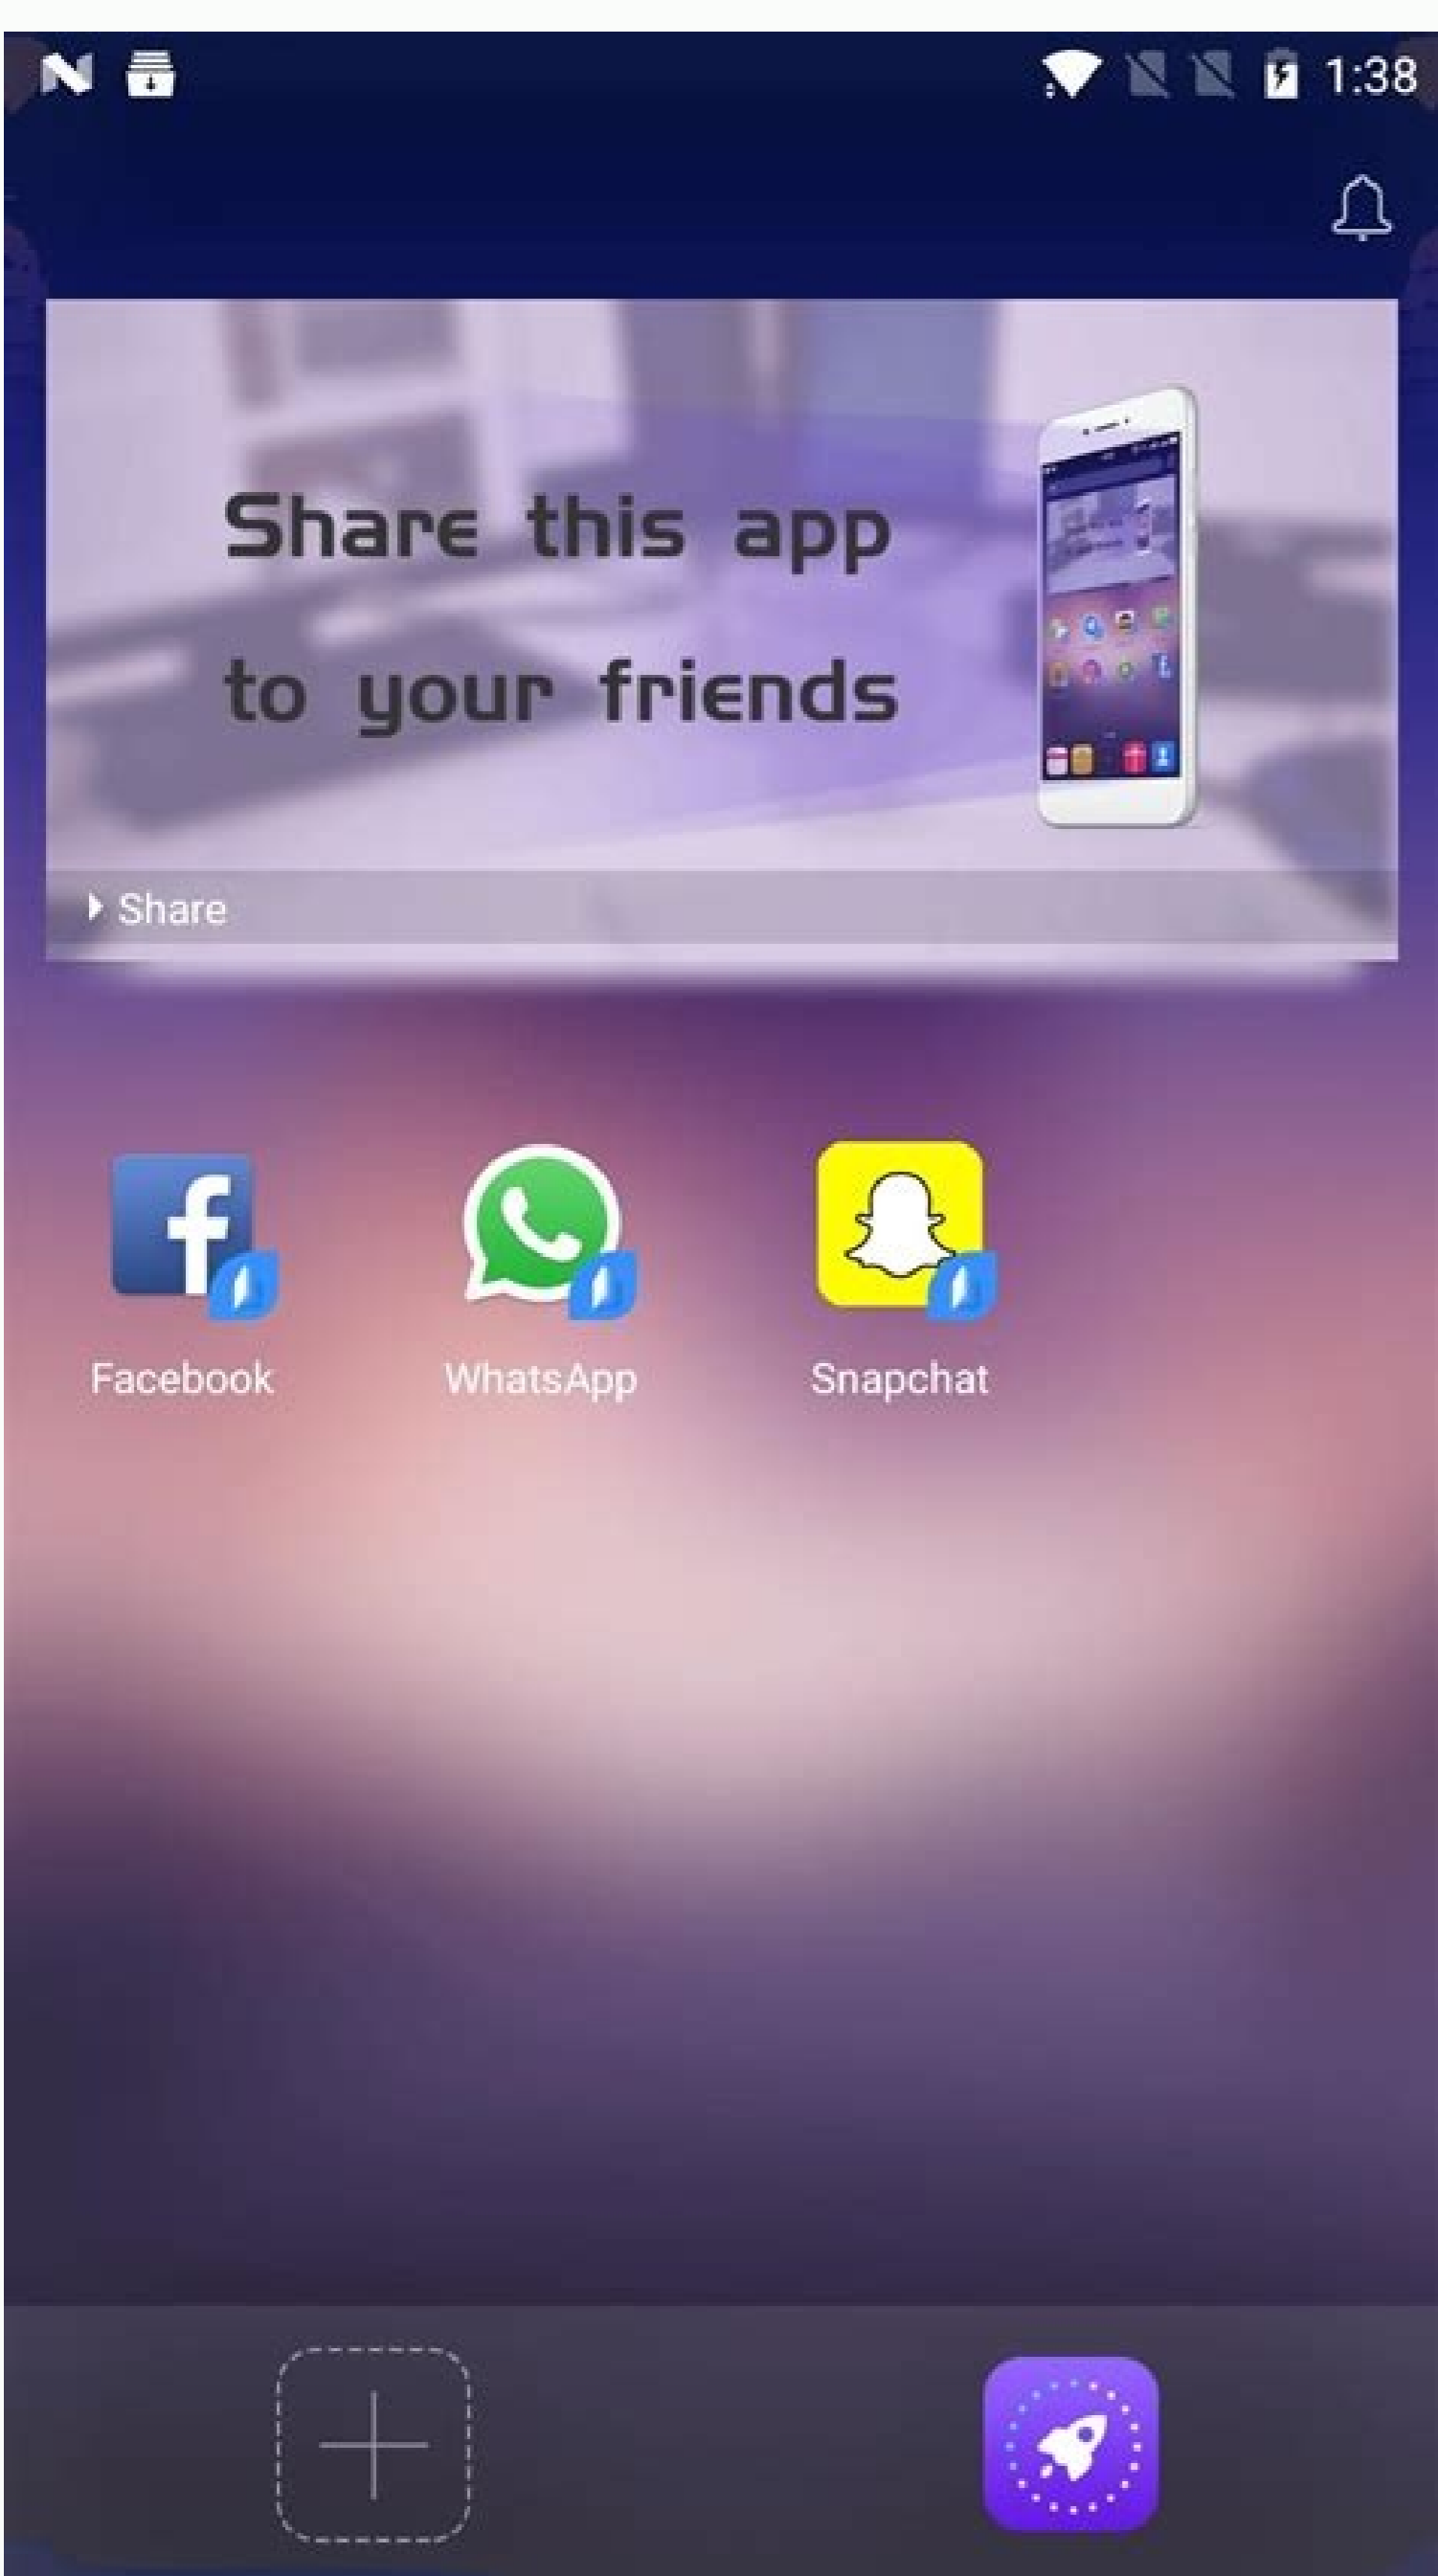 1:38
Share this app
to your friends
Share
Facebook
WhatsApp
Snapchat